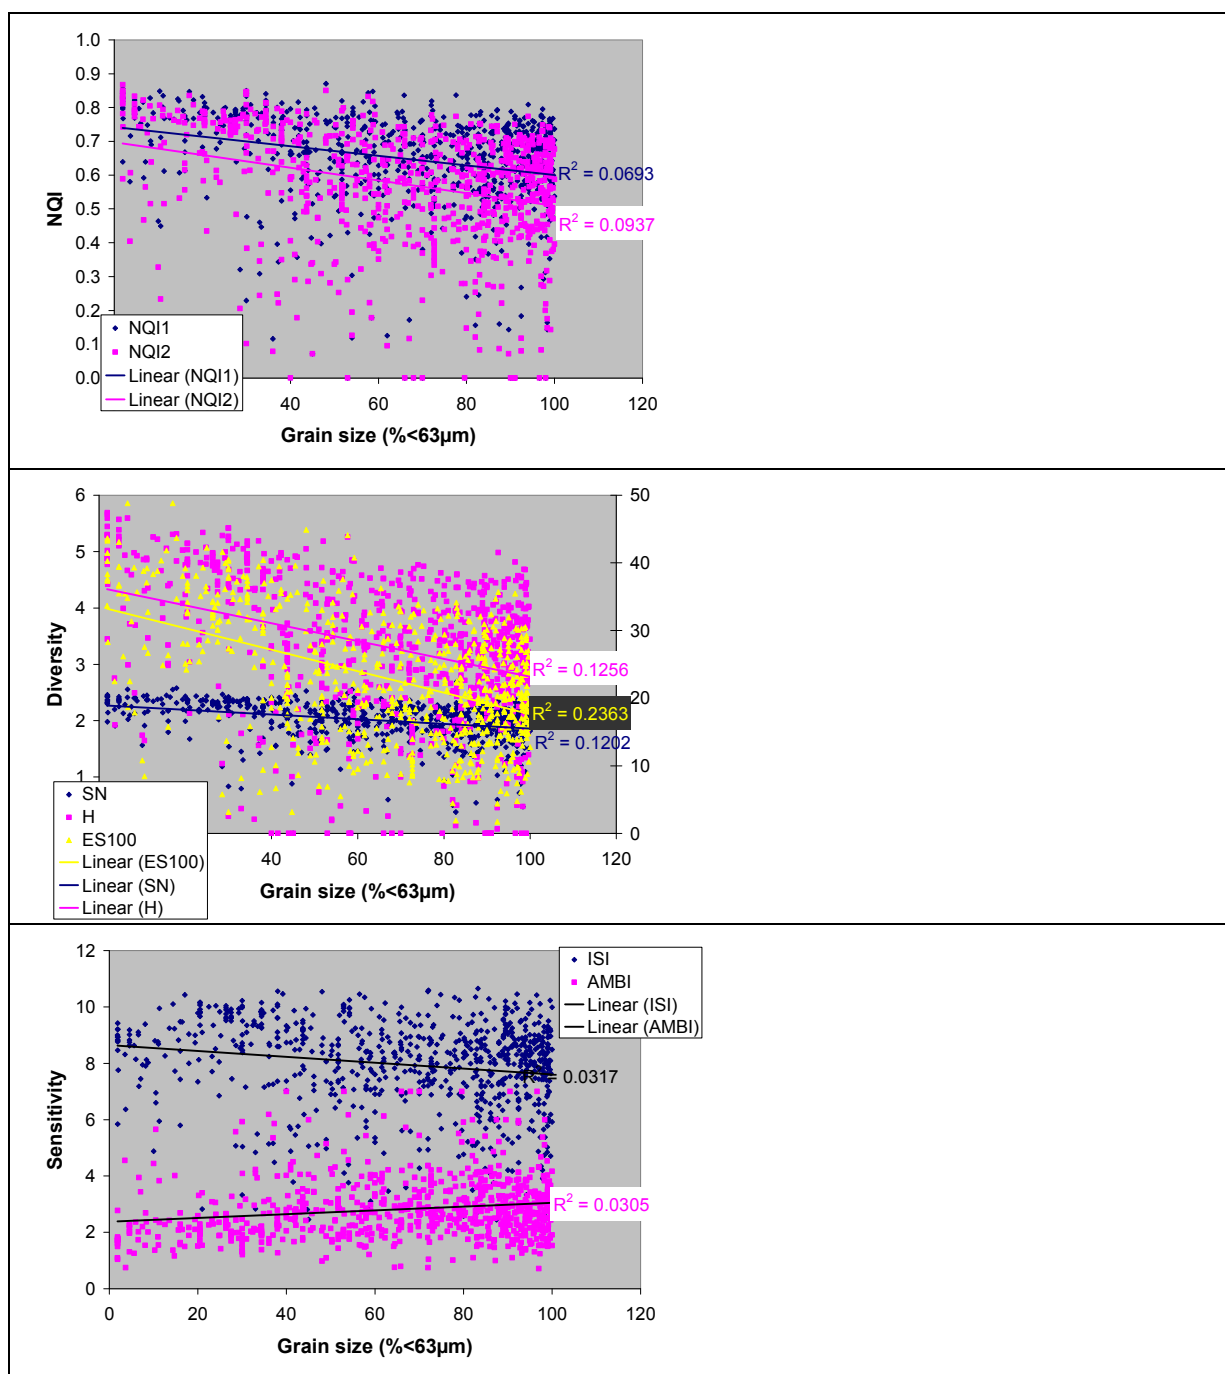 1.0
0.9
0.8
0.7
0.6
0.5
0.4
0.3
0.2
0.1
0.0
NQI
R² = 0.0693
R² = 0.0937
NQI1
NQI2
Linear (NQI1)
Linear (NQI2)
40 60 80 100 120
Grain size (%<63µm)
6
5
4
3
2
1
Diversity
50
40
30
20
10
0
R² = 0.1256
R² = 0.2363
R² = 0.1202
SN
H
ES100
Linear (ES100)
Linear (SN)
Linear (H)
40 60 80 100 120
Grain size (%<63µm)
12
10
8
6
4
2
0
Sensitivity
ISI
AMBI
Linear (ISI)
Linear (AMBI)
0.0317
R² = 0.0305
0 20 40 60 80 100 120
Grain size (%<63µm)